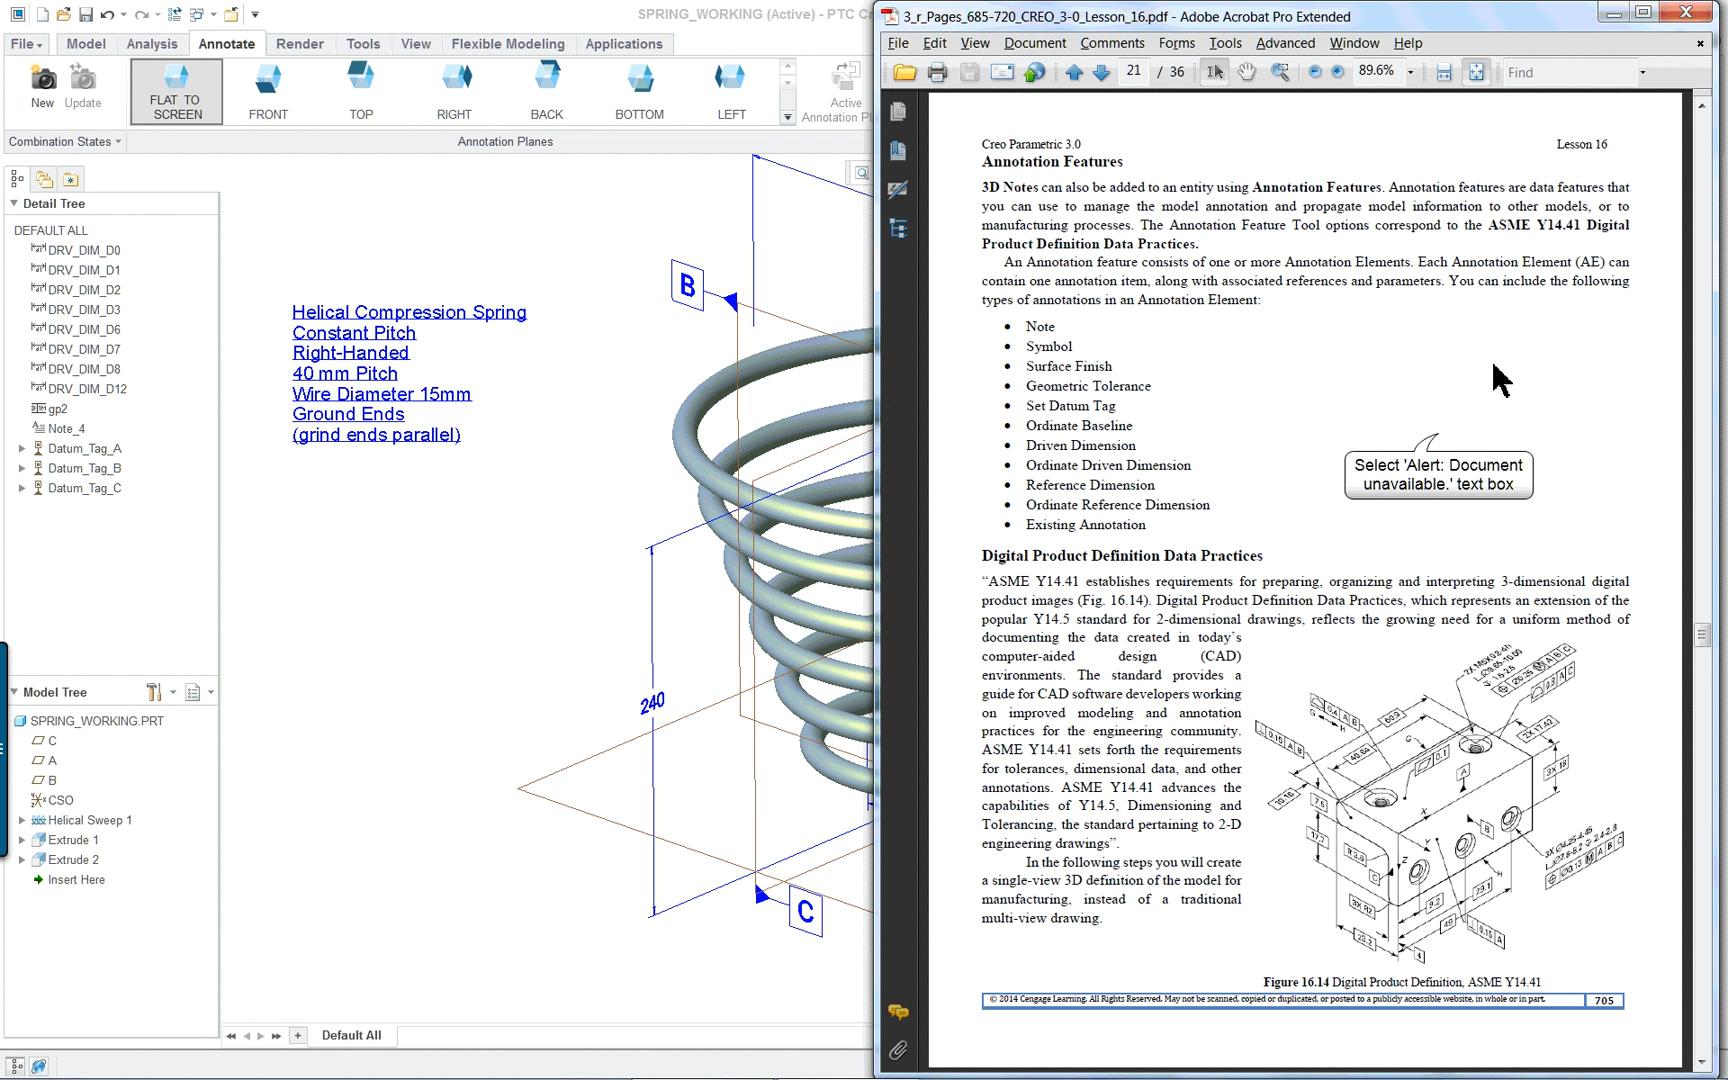 SPRING_WORKING (Active) - PTC Cr
File Model Analysis Annotate Render Tools View Flexible Modeling Applications
New Update
FLAT TO
SCREEN
FRONT TOP RIGHT BACK BOTTOM LEFT
Active
Annotation Pl
Combination States
Annotation Planes
Detail Tree
DEFAULT ALL
DRV_DIM_D0
DRV_DIM_D1
DRV_DIM_D2
DRV_DIM_D3
DRV_DIM_D6
DRV_DIM_D7
DRV_DIM_D8
DRV_DIM_D12
gp2
Note_4
Datum_Tag_A
Datum_Tag_B
Datum_Tag_C
Model Tree
SPRING_WORKING.PRT
C
A
B
CSO
Helical Sweep 1
Extrude 1
Extrude 2
Insert Here
Helical Compression Spring
Constant Pitch
Right-Handed
40 mm Pitch
Wire Diameter 15mm
Ground Ends
(grind ends parallel)
B
240
C
Default All
3_r_Pages_685-720_CREO_3-0_Lesson_16.pdf - Adobe Acrobat Pro Extended
File Edit View Document Comments Forms Tools Advanced Window Help
21 / 36 89.6% Find
Creo Parametric 3.0 Lesson 16
Annotation Features
3D Notes can also be added to an entity using Annotation Features. Annotation features are data features that
you can use to manage the model annotation and propagate model information to other models, or to
manufacturing processes. The Annotation Feature Tool options correspond to the ASME Y14.41 Digital
Product Definition Data Practices.
An Annotation feature consists of one or more Annotation Elements. Each Annotation Element (AE) can
contain one annotation item, along with associated references and parameters. You can include the following
types of annotations in an Annotation Element:
• Note
• Symbol
• Surface Finish
• Geometric Tolerance
• Set Datum Tag
• Ordinate Baseline
• Driven Dimension
• Ordinate Driven Dimension
• Reference Dimension
• Ordinate Reference Dimension
• Existing Annotation
Select 'Alert: Document
unavailable.' text box
Digital Product Definition Data Practices
“ASME Y14.41 establishes requirements for preparing, organizing and interpreting 3-dimensional digital
product images (Fig. 16.14). Digital Product Definition Data Practices, which represents an extension of the
popular Y14.5 standard for 2-dimensional drawings, reflects the growing need for a uniform method of
documenting the data created in today`s
computer-aided design (CAD)
environments. The standard provides a
guide for CAD software developers working
on improved modeling and annotation
practices for the engineering community.
ASME Y14.41 sets forth the requirements
for tolerances, dimensional data, and other
annotations. ASME Y14.41 advances the
capabilities of Y14.5, Dimensioning and
Tolerancing, the standard pertaining to 2-D
engineering drawings”.
In the following steps you will create
a single-view 3D definition of the model for
manufacturing, instead of a traditional
multi-view drawing.
Figure 16.14 Digital Product Definition, ASME Y14.41
© 2014 Cengage Learning. All Rights Reserved. May not be scanned, copied or duplicated, or posted to a publicly accessible website, in whole or in part. 705